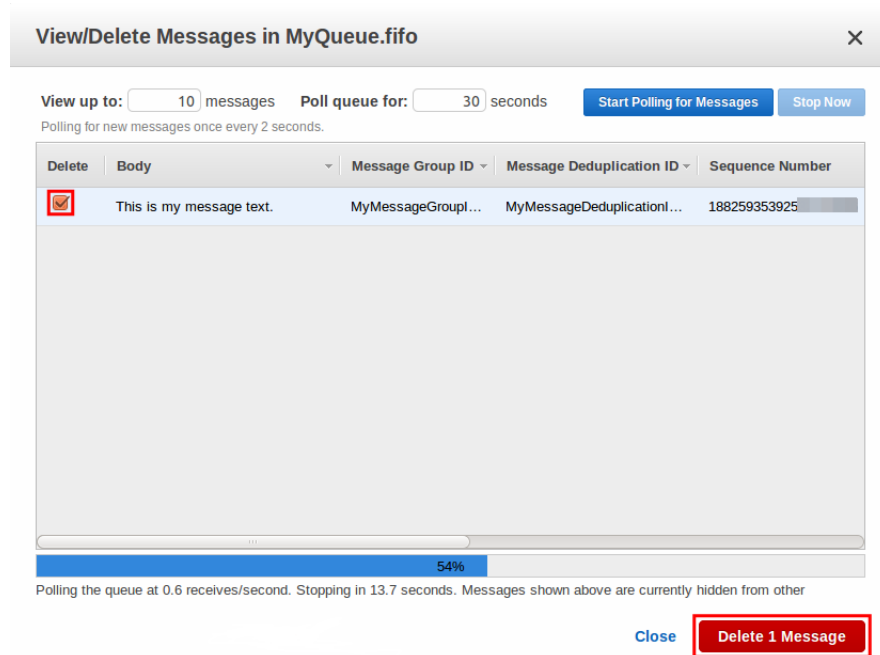 View/Delete Messages in MyQueue.fifo
View up to: 10 messages Poll queue for: 30 seconds Start Polling for Messages Stop Now
Polling for new messages once every 2 seconds.
Delete Body Message Group ID Message Deduplication ID Sequence Number
This is my message text. MyMessageGroupI... MyMessageDeduplicationI...188259353925
54%
Polling the queue at 0.6 receives/second. Stopping in 13.7 seconds. Messages shown above are currently hidden from other
Close Delete 1 Message